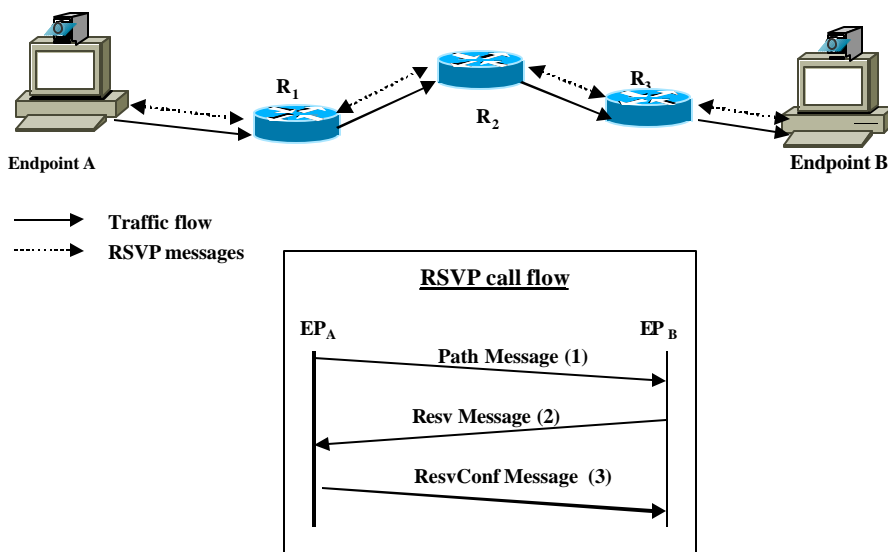 R1
R2
R3
Endpoint A
Endpoint B
Traffic flow
RSVP messages
RSVP call flow
EPA
EP B
Path Message (1)
Resv Message (2)
ResvConf Message (3)